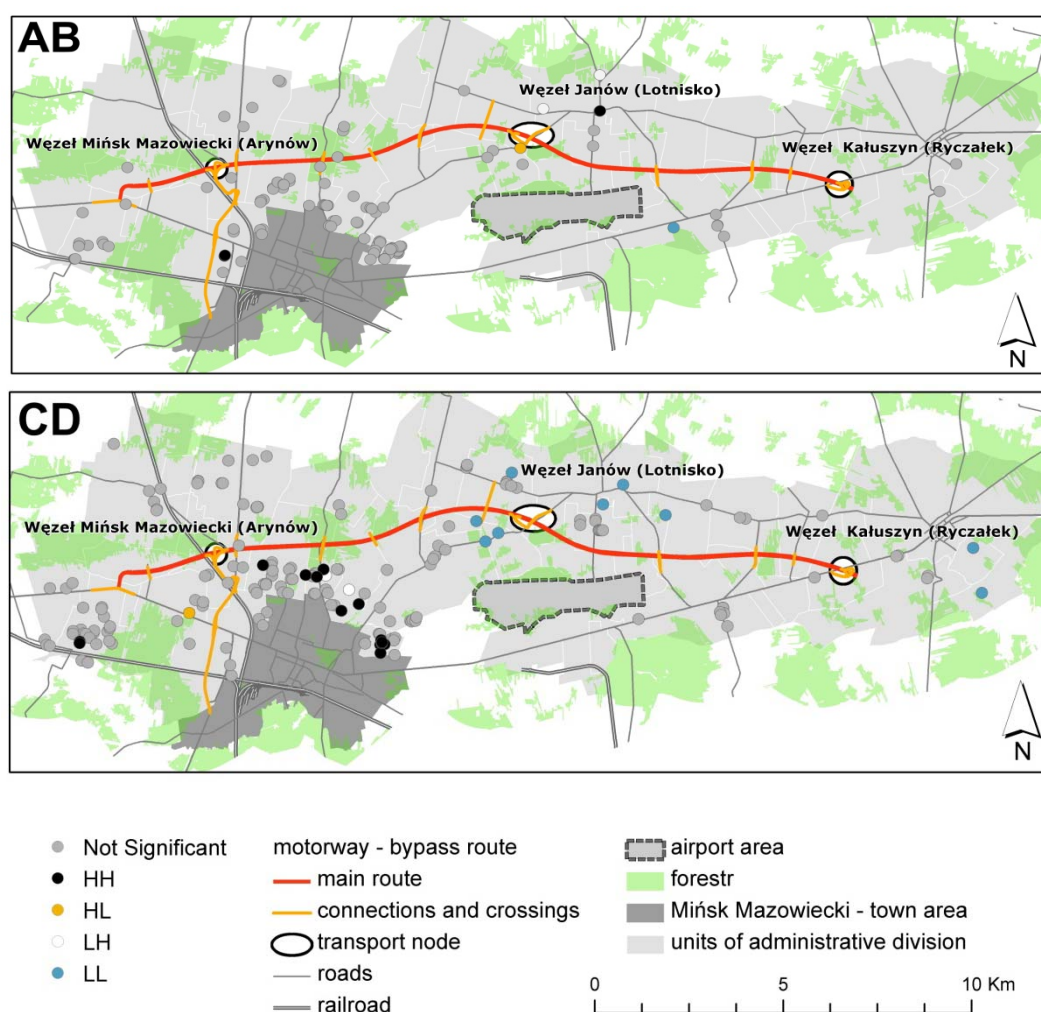 AB
Węzeł Janów (Lotnisko)
Węzeł Mińsk Mazowiecki (Arynów)
Węzeł Kałuszyn (Ryczałek)
N
CD
Węzeł Janów (Lotnisko)
Węzeł Mińsk Mazowiecki (Arynów)
Węzeł Kałuszyn (Ryczałek)
N
Not Significant
HH
HL
LH
LL
motorway - bypass route
main route
connections and crossings
transport node
roads
railroad
airport area
forestr
Mińsk Mazowiecki - town area
units of administrative division
0 5 10 Km